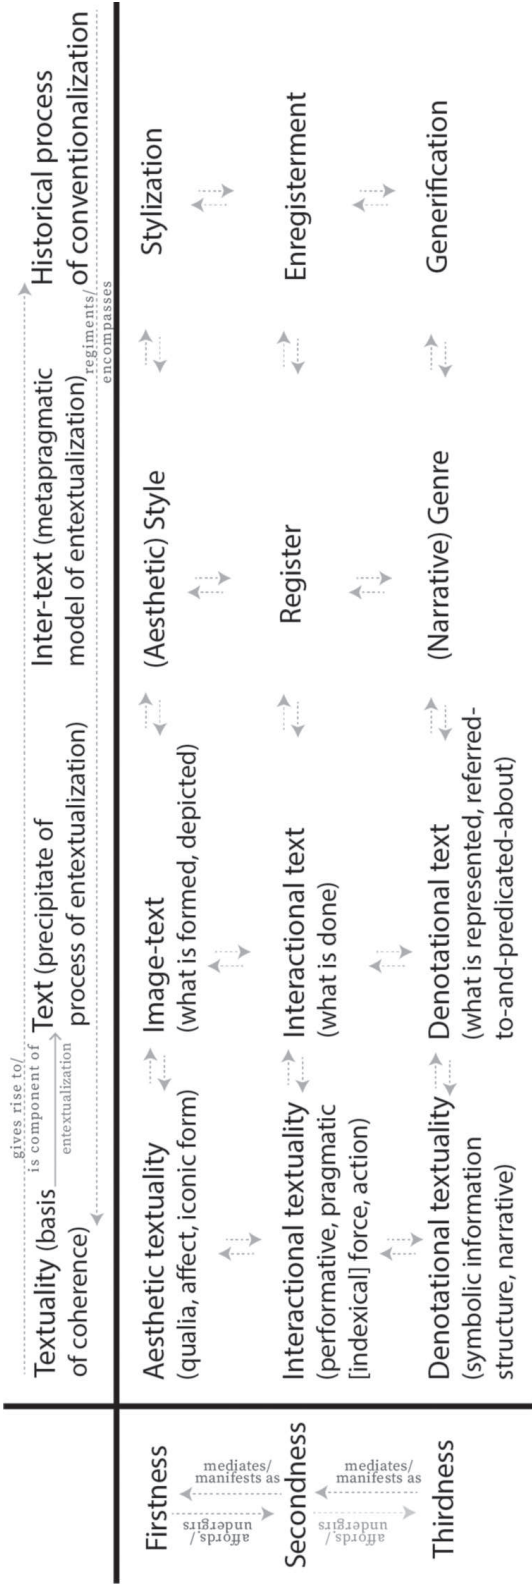 gives rise to/
is component of
Textuality (basis
of coherence)
entextualization
Text (precipitate of
process of entextualization)
Inter-text (metapragmatic
model of entextualization)
Historical process
of conventionalization
regiments/
encompasses
Firstness
Aesthetic textuality
(qualia, affect, iconic form)
Image-text
(what is formed, depicted)
(Aesthetic) Style
Stylization
affords/
undergirs
mediates/
manifests as
Secondness
Interactional textuality
(performative, pragmatic
[indexical] force, action)
Interactional text
(what is done)
Register
Enregisterment
affords/
undergirs
mediates/
manifests as
Thirdness
Denotational textuality
(symbolic information
structure, narrative)
Denotational text
(what is represented, referred-
to-and-predicated-about)
(Narrative) Genre
Generification